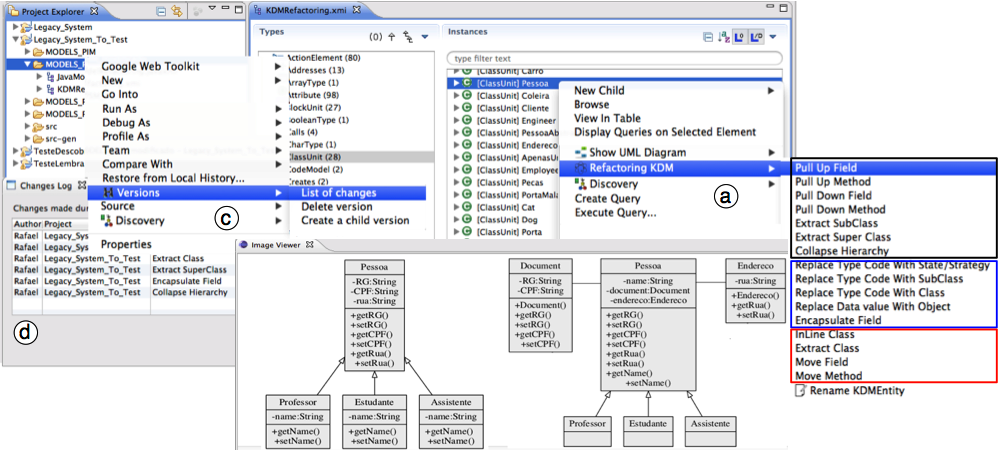 Project Explorer
Legacy_System
Legacy_System_To_Test
MODELS_PIM
MODELS_P
JavaMo
KDMRe
MODELS_P
MODELS_P
src
src-gen
TesteDescob
TesteLembra
Google Web Toolkit
New
Go Into
Run As
Debug As
Profile As
Team
Compare With
Restore from Local History...
Versions
Source
Discovery
Properties
List of changes
Delete version
Create a child version
c
Changes Log
Changes made dur
Author Project
Rafael Legacy_Sys
Rafael Legacy_Sys
Rafael Legacy_System_To_Test Extract Class
Rafael Legacy_System_To_Test Extract SuperClass
Rafael Legacy_System_To_Test Encapsulate Field
Rafael Legacy_System_To_Test Collapse Hierarchy
d
KDMRefactoring.xmi
Types
(0)
ActionElement (80)
Addresses (13)
ArrayType (1)
Attribute (98)
ClockUnit (27)
BooleanType (1)
Calls (4)
CharType (1)
ClassUnit (28)
CodeModel (2)
Creates (2)
Instances
type filter text
[ClassUnit] Carro
[ClassUnit] Pessoa
[ClassUnit] Coleira
[ClassUnit] Cliente
[ClassUnit] Engineer
[ClassUnit] PessoaAb
[ClassUnit] Endereco
[ClassUnit] ApenasUn
[ClassUnit] Employee
[ClassUnit] Pecas
[ClassUnit] PortaMala
[ClassUnit] Cat
[ClassUnit] Dog
[ClassUnit] Porta
New Child
Browse
View In Table
Display Queries on Selected Element
Show UML Diagram
Refactoring KDM
Discovery
Create Query
Execute Query...
a
Pull Up Field
Pull Up Method
Pull Down Field
Pull Down Method
Extract SubClass
Extract Super Class
Collapse Hierarchy
Replace Type Code With State/Strategy
Replace Type Code With SubClass
Replace Type Code With Class
Replace Data value With Object
Encapsulate Field
InLine Class
Extract Class
Move Field
Move Method
Rename KDMEntity
Image Viewer
Pessoa
-RG:String
-CPF:String
-rua:String
+getRG()
+setRG()
+getCPF()
+setCPF()
+getRua()
+setRua()
Professor
-name:String
+getName()
+setName()
Estudante
-name:String
+getName()
+setName()
Assistente
-name:String
+getName()
+setName()
Document
-RG:String
-CPF:String
+Document()
+getRG()
+setRG()
+getCPF()
+setCPF()
Pessoa
-name:String
-document:Document
-endereco:Endereco
+getRG()
+setRG()
+getCPF()
+setCPF()
+getRua()
+setRua()
+getName()
+setName()
Endereco
-rua:String
+Endereco()
+getRua()
+setRua()
Professor
Estudante
Assistente